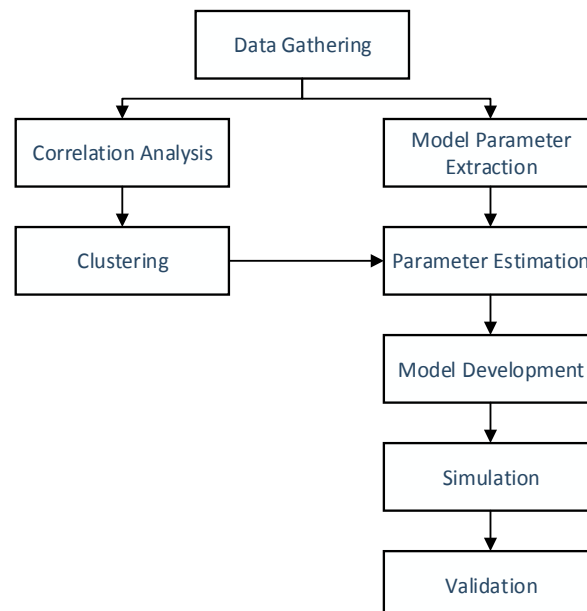 Data Gathering
Correlation Analysis
Model Parameter
Extraction
Clustering
Parameter Estimation
Model Development
Simulation
Validation